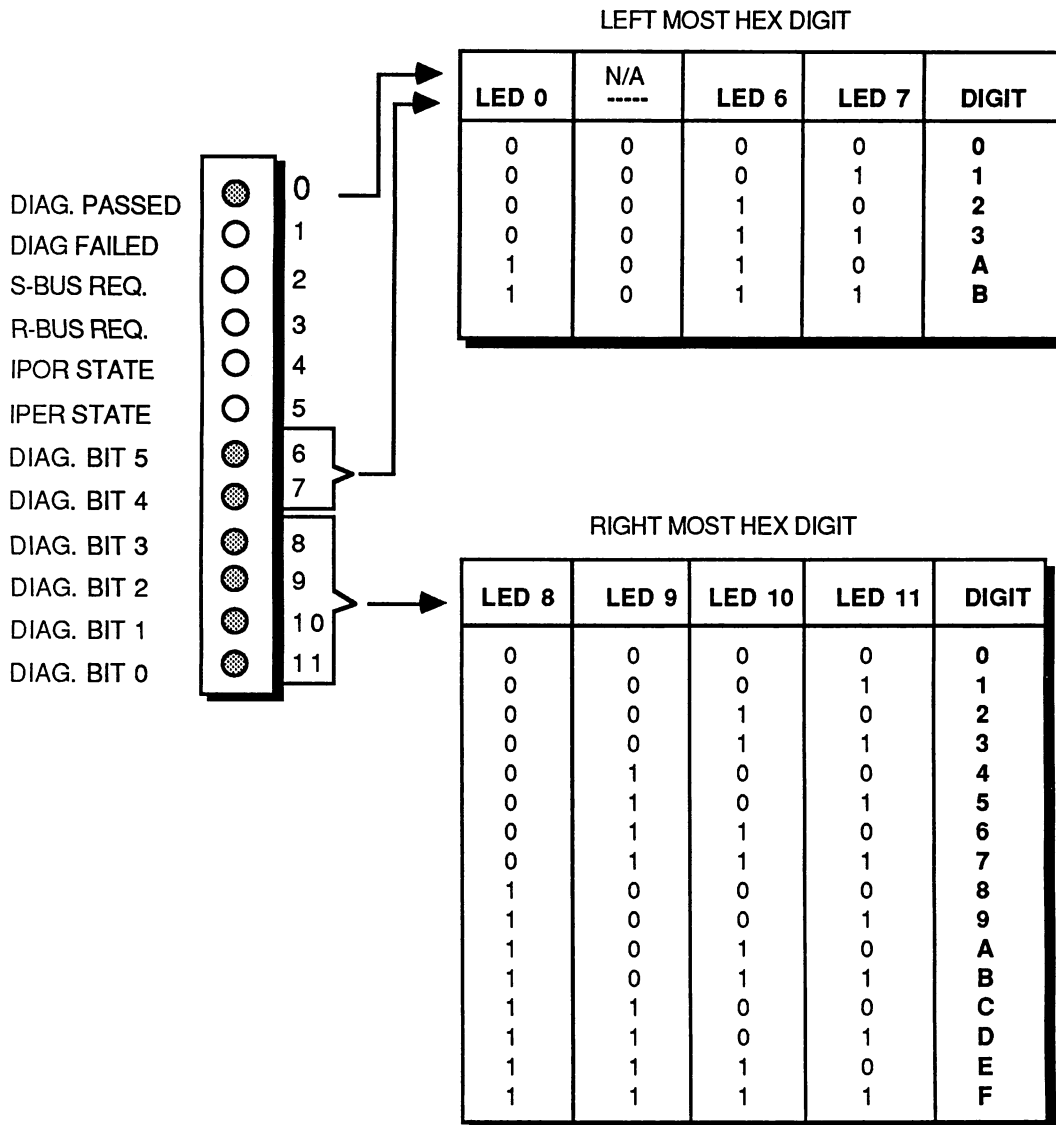 LEFT MOST HEX DIGIT
LED 0 N/A ----- LED 6 LED 7 DIGIT
0 0 0 0 0
0 0 0 1 1
0 0 1 0 2
0 0 1 1 3
1 0 1 0 A
1 0 1 1 B
DIAG. PASSED 0
DIAG FAILED 1
S-BUS REQ. 2
R-BUS REQ. 3
IPOR STATE 4
IPER STATE 5
DIAG. BIT 5 6
DIAG. BIT 4 7
DIAG. BIT 3 8
DIAG. BIT 2 9
DIAG. BIT 1 10
DIAG. BIT 0 11
RIGHT MOST HEX DIGIT
LED 8 LED 9 LED 10 LED 11 DIGIT
0 0 0 0 0
0 0 0 1 1
0 0 1 0 2
0 0 1 1 3
0 1 0 0 4
0 1 0 1 5
0 1 1 0 6
0 1 1 1 7
1 0 0 0 8
1 0 0 1 9
1 0 1 0 A
1 0 1 1 B
1 1 0 0 C
1 1 0 1 D
1 1 1 0 E
1 1 1 1 F